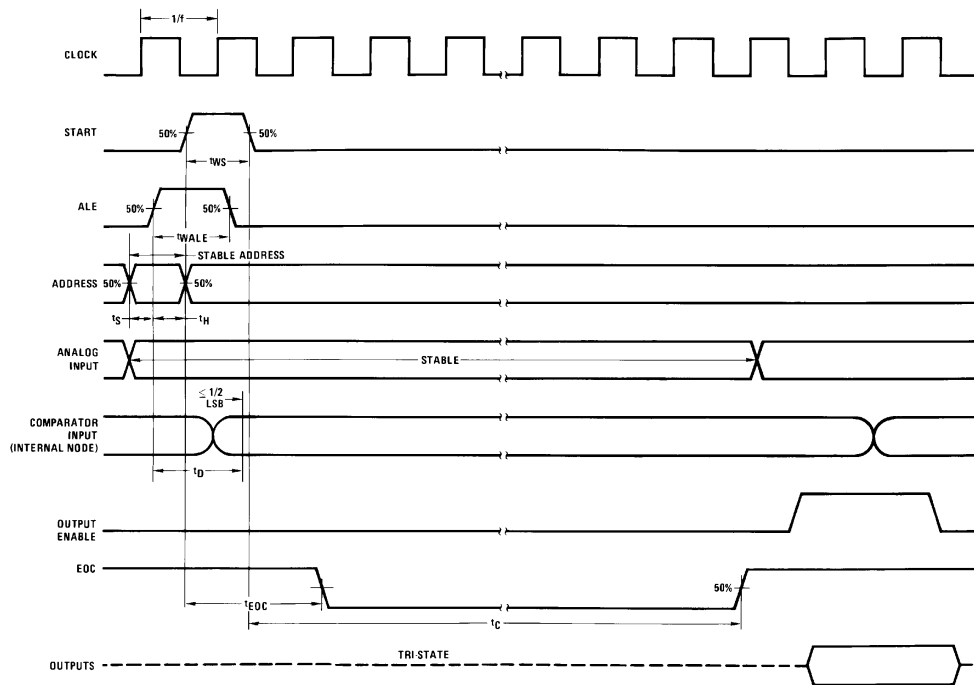 1/f
CLOCK
START
50%
50%
tWS
ALE
50%
50%
tWALE
STABLE ADDRESS
ADDRESS
50%
50%
tS
tH
ANALOG
INPUT
STABLE
≤ 1/2
LSB
COMPARATOR
INPUT
(INTERNAL NODE)
tD
OUTPUT
ENABLE
EOC
50%
tEOC
tC
TRI-STATE
OUTPUTS